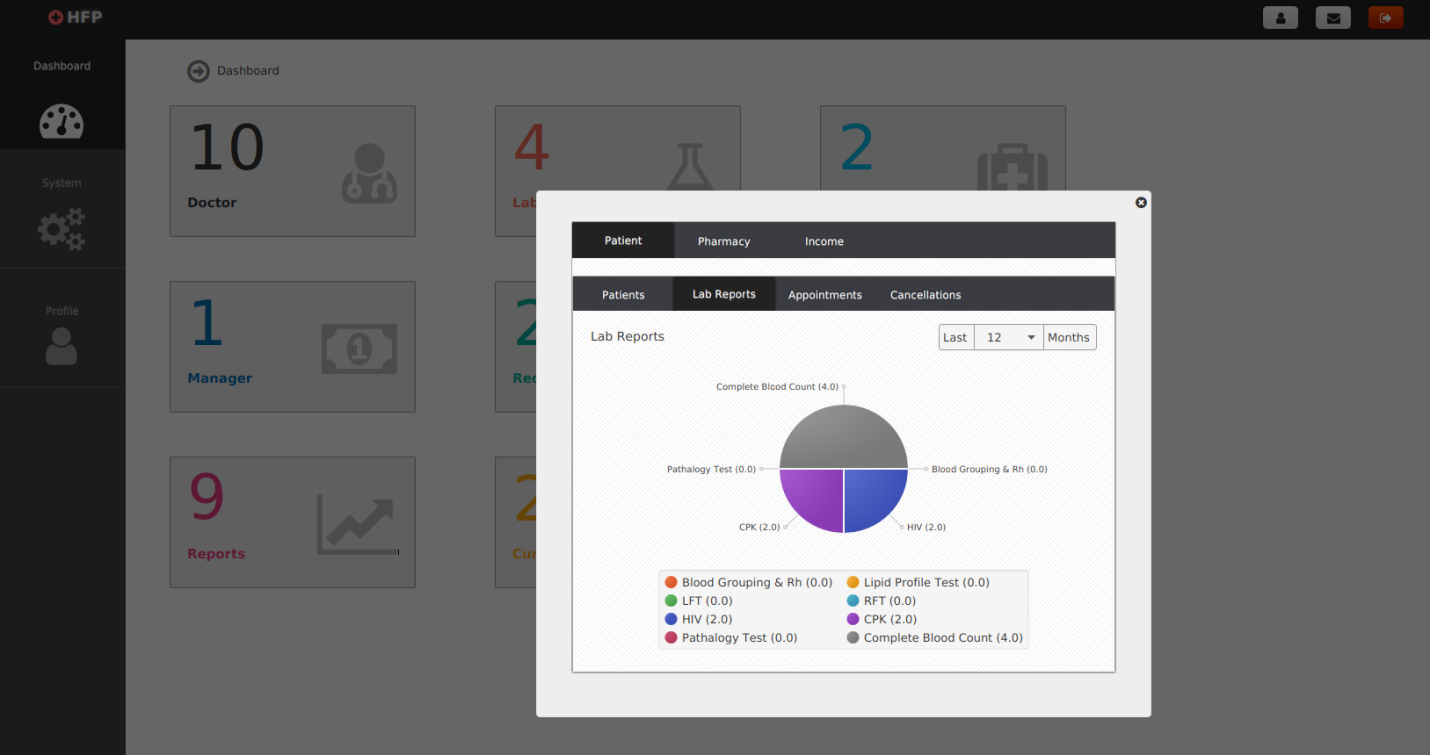 HFP
Dashboard
Dashboard
System
Profile
10
Doctor
4
Lab
2
1
Manager
2
Rec
9
Reports
2
Cur
Patient Pharmacy Income
Patients Lab Reports Appointments Cancellations
Lab Reports
Last 12 Months
Complete Blood Count (4.0)
Pathalogy Test (0.0)
Blood Grouping & Rh (0.0)
CPK (2.0)
HIV (2.0)
Blood Grouping & Rh (0.0) Lipid Profile Test (0.0)
LFT (0.0) RFT (0.0)
HIV (2.0) CPK (2.0)
Pathalogy Test (0.0) Complete Blood Count (4.0)